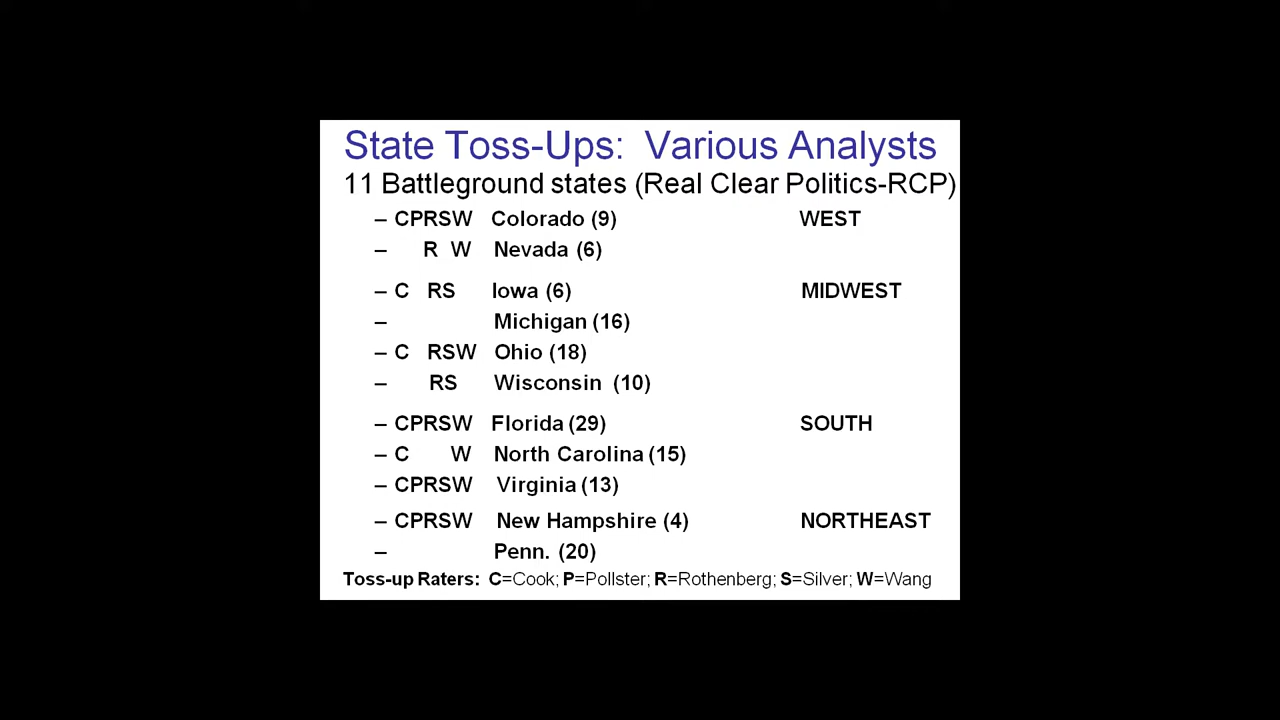 State Toss-Ups: Various Analysts
11 Battleground states (Real Clear Politics-RCP)
– CPRSW Colorado (9) WEST
– R W Nevada (6)
– C RS Iowa (6) MIDWEST
– Michigan (16)
– C RSW Ohio (18)
– RS Wisconsin (10)
– CPRSW Florida (29) SOUTH
– C W North Carolina (15)
– CPRSW Virginia (13)
– CPRSW New Hampshire (4) NORTHEAST
– Penn. (20)
Toss-up Raters: C=Cook; P=Pollster; R=Rothenberg; S=Silver; W=Wang